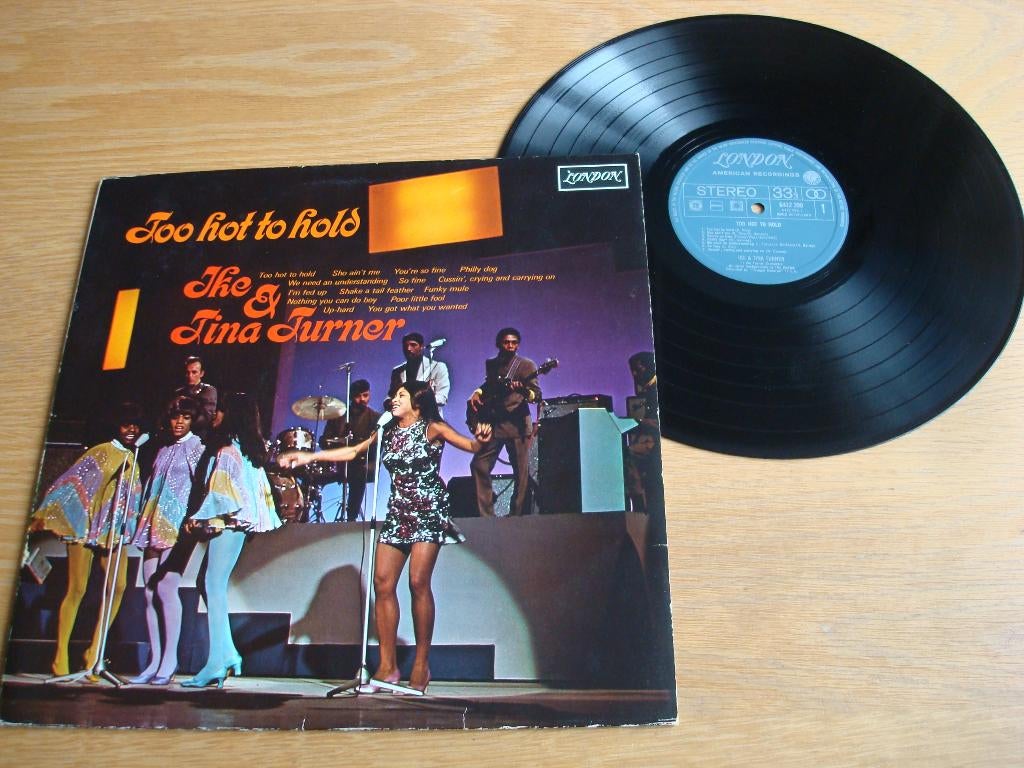 LONDON
Too hot to hold
Ike
&
Tina Turner
Too hot to hold She ain't me You're so fine Philly dog
We need an understanding So fine Cussin', crying and carrying on
I'm fed up Shake a tail feather Funky mule
Nothing you can do boy Poor little fool
Up-hard You got what you wanted
LONDON
AMERICAN RECORDINGS
STEREO 33⅓
6412 200
1
TOO HOT TO HOLD
IKE & TINA TURNER